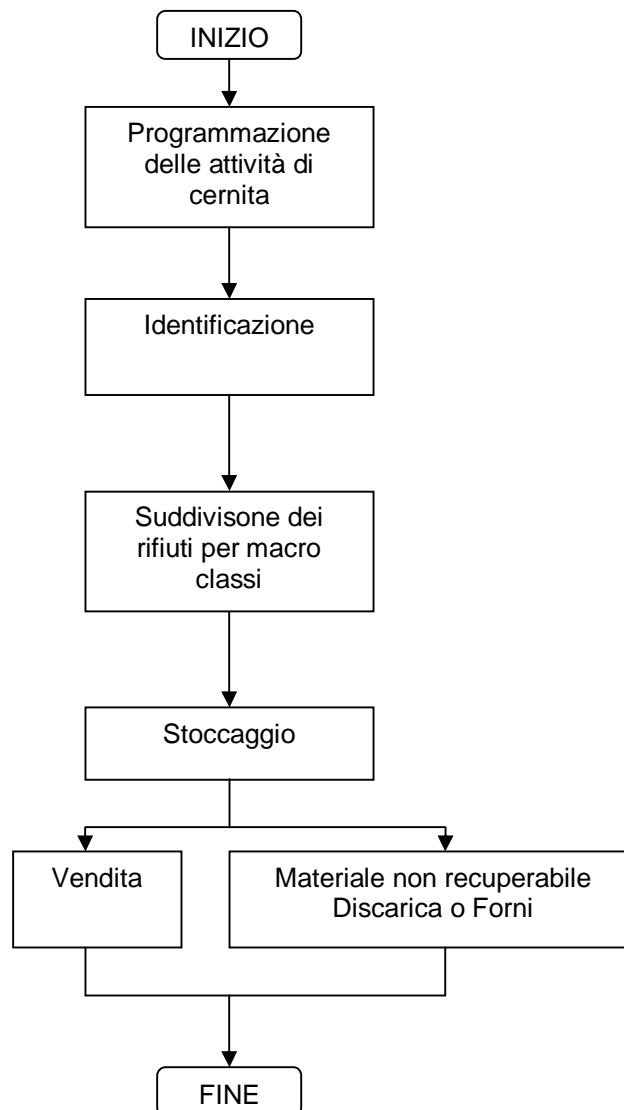 INIZIO
Programmazione
delle attività di
cernita
Identificazione
Suddivisone dei
rifiuti per macro
classi
Stoccaggio
Vendita
Materiale non recuperabile
Discarica o Forni
FINE